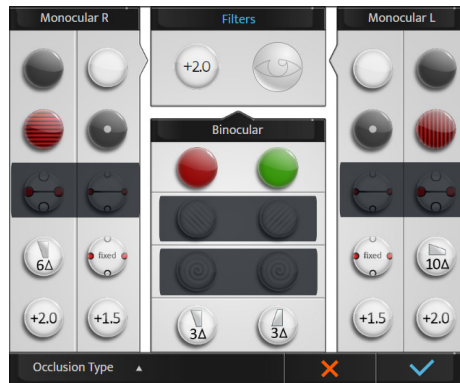 Monocular R
Filters
Monocular L
+2.0
Binocular
6Δ
fixed
fixed
10Δ
+2.0
+1.5
3Δ
3Δ
+1.5
+2.0
Occlusion Type